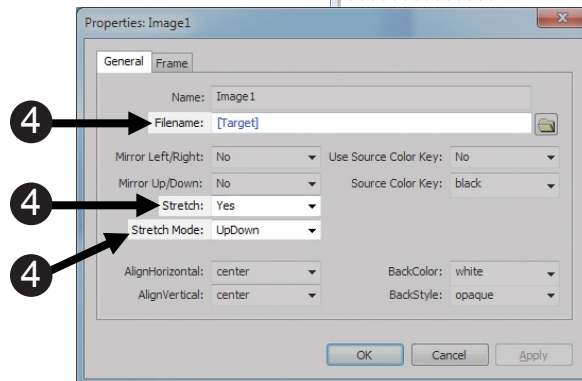 Properties: Image1
General Frame
Name: Image1
4 Filename: [Target]
Mirror Left/Right: No Use Source Color Key: No
Mirror Up/Down: No Source Color Key: black
4 Stretch: Yes
4 Stretch Mode: UpDown
AlignHorizontal: center BackColor: white
AlignVertical: center BackStyle: opaque
OK Cancel Apply